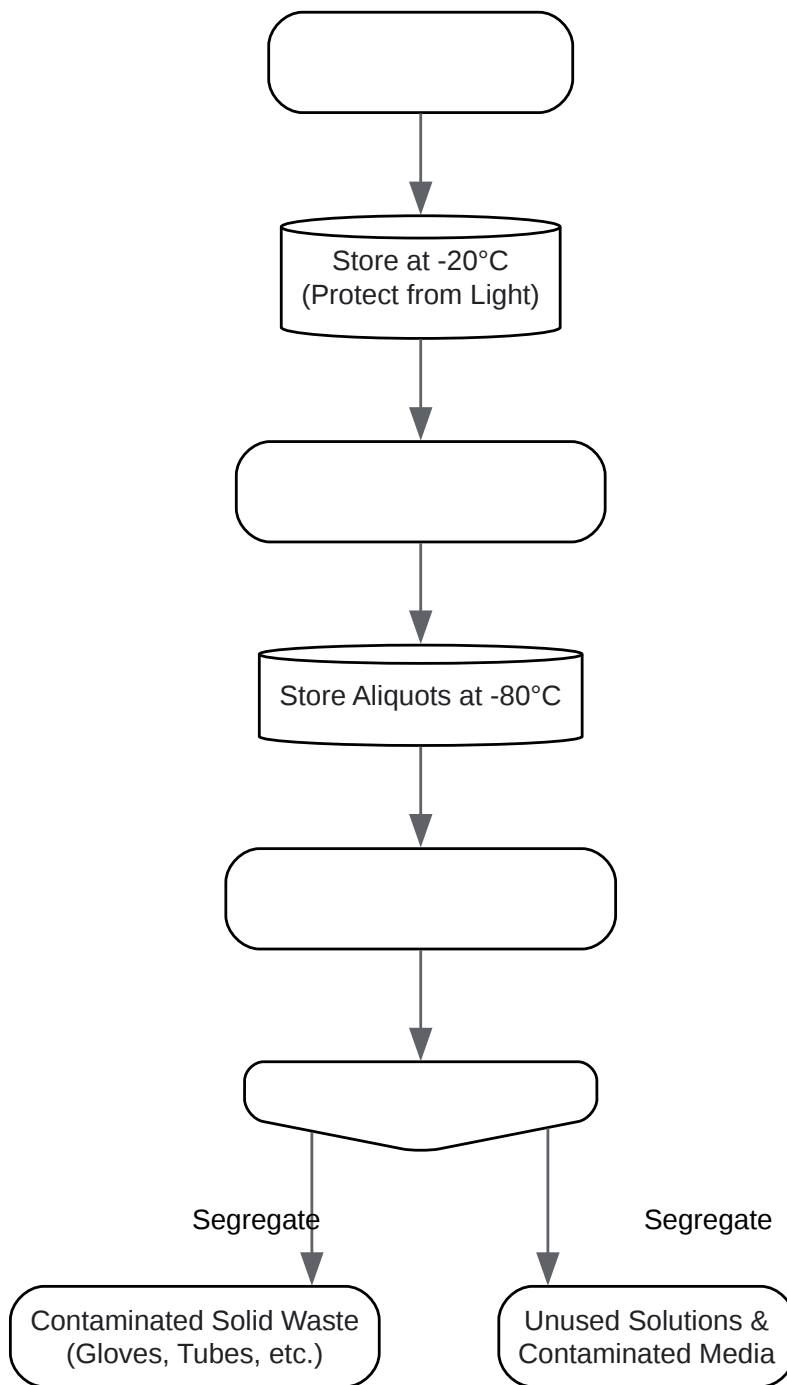 Store at -20°C
(Protect from Light)
Store Aliquots at -80°C
Segregate
Segregate
Contaminated Solid Waste
(Gloves, Tubes, etc.)
Unused Solutions &
Contaminated Media